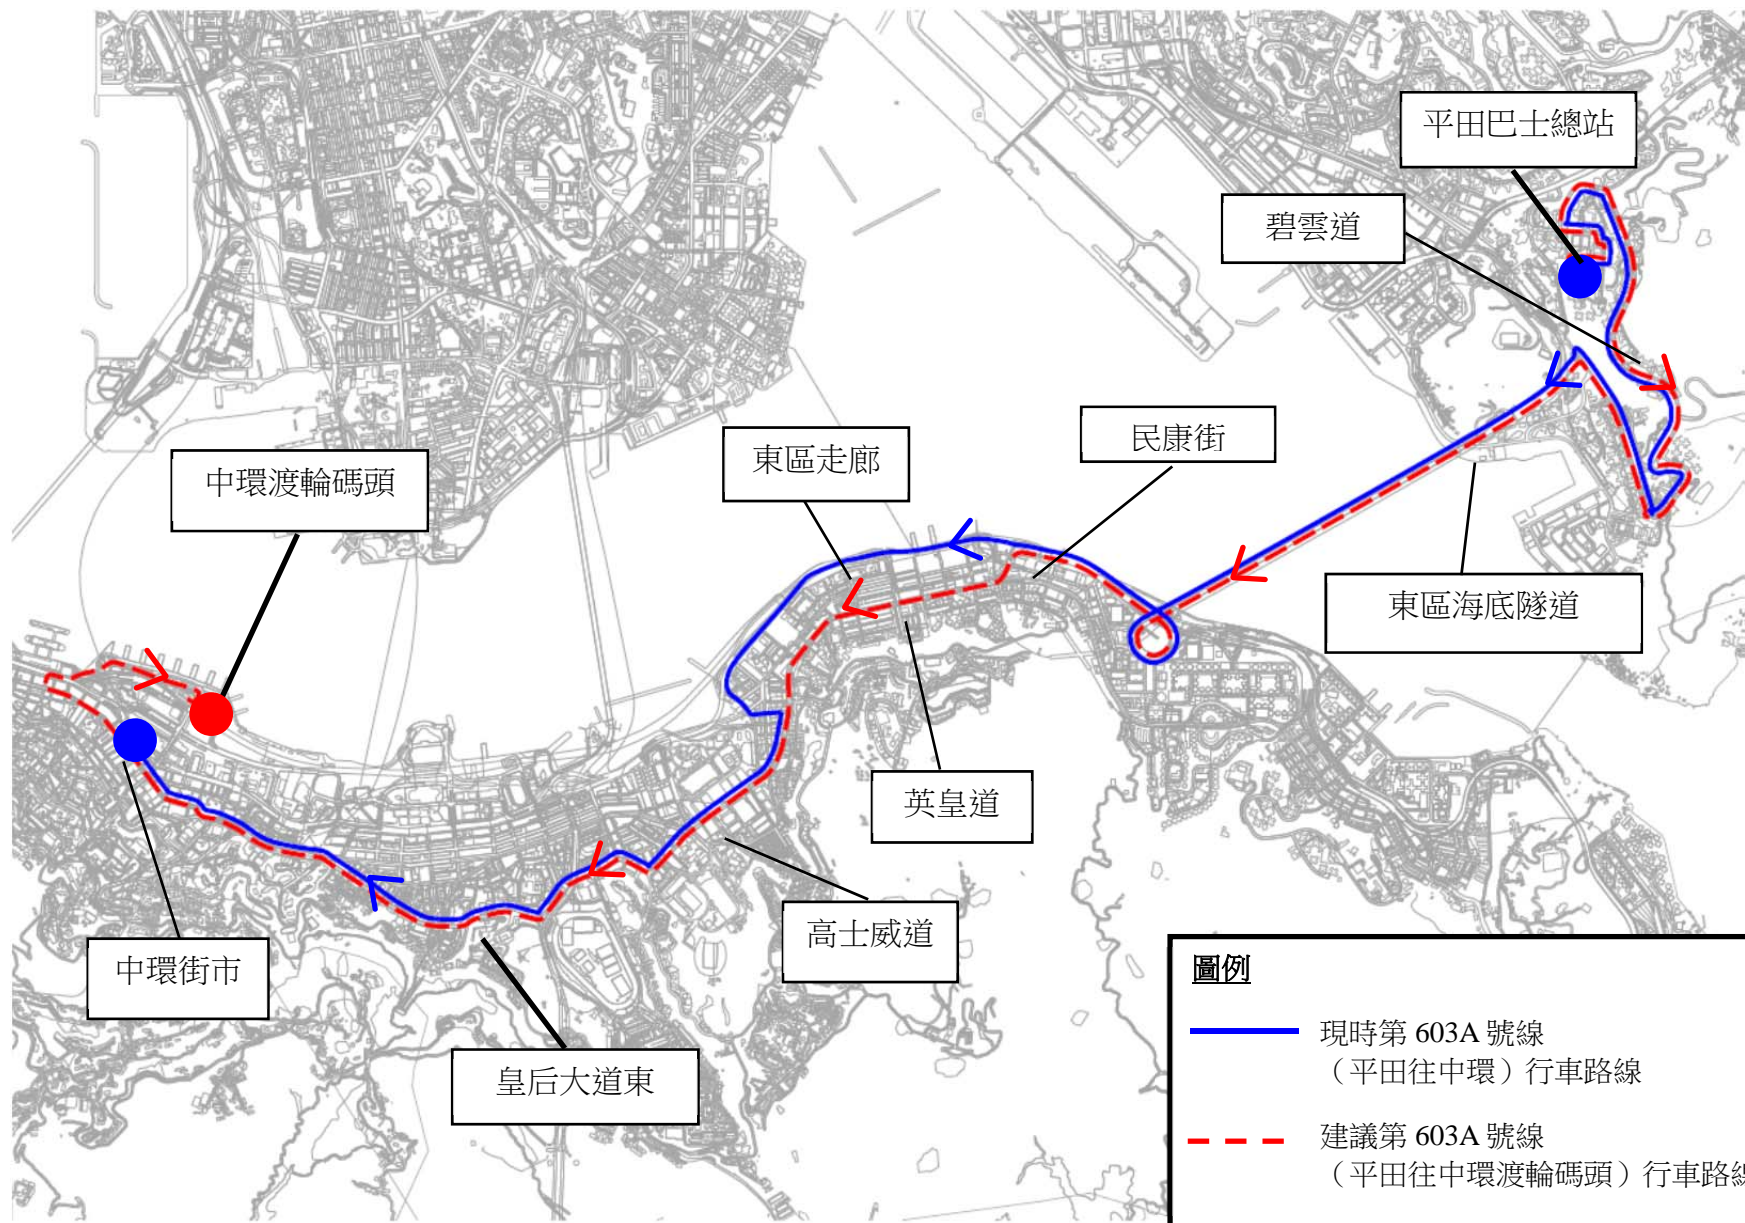 平田巴士總站
碧雲道
民康街
東區走廊
中環渡輪碼頭
東區海底隧道
英皇道
高士威道
中環街市
皇后大道東
圖例
現時第 603A 號線
（平田往中環）行車路線
建議第 603A 號線
（平田往中環渡輪碼頭）行車路線